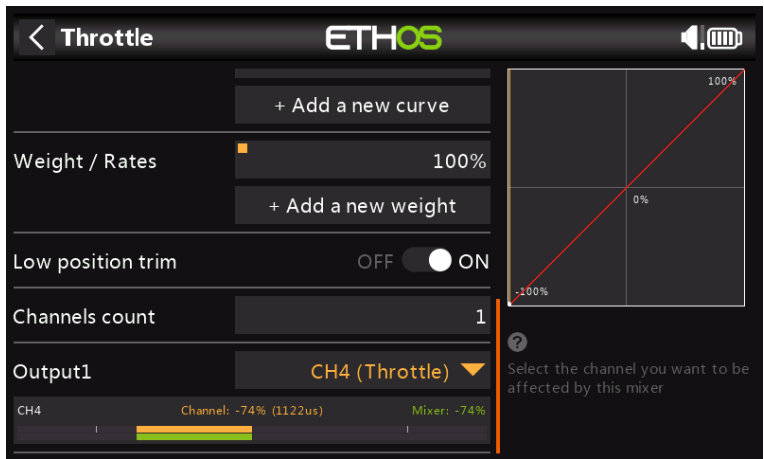 Throttle
ETHOS
+ Add a new curve
100%
Weight / Rates
100%
+ Add a new weight
0%
Low position trim
OFF
ON
-100%
Channels count
1
?
Select the channel you want to be
affected by this mixer
Output1
CH4 (Throttle)
CH4
Channel: -74% (1122us)
Mixer: -74%